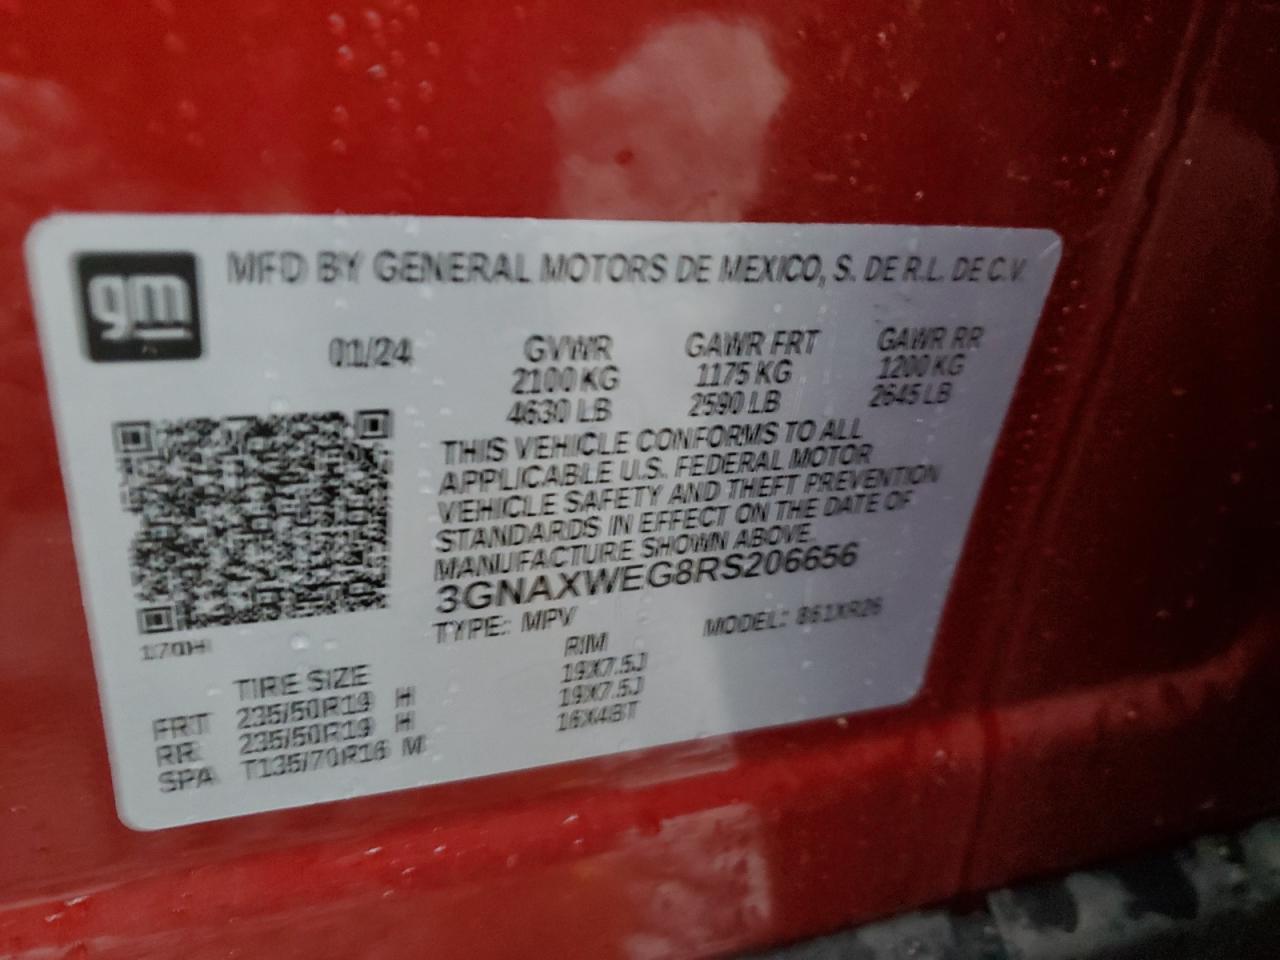 gm
MFD BY GENERAL MOTORS DE MEXICO, S. DE R.L. DE C.V.
01/24
GVWR GAWR FRT GAWR RR
2100 KG 1175 KG 1200 KG
4630 LB 2590 LB 2645 LB
THIS VEHICLE CONFORMS TO ALL
APPLICABLE U.S. FEDERAL MOTOR
VEHICLE SAFETY AND THEFT PREVENTION
STANDARDS IN EFFECT ON THE DATE OF
MANUFACTURE SHOWN ABOVE.
3GNAXWEG8RS206656
TYPE: MPV MODEL: 861XR26
TIRE SIZE RIM
FRT 235/50R19 H 19X7.5J
RR 235/50R19 H 19X7.5J
SPA T135/70R16 M 16X4BT